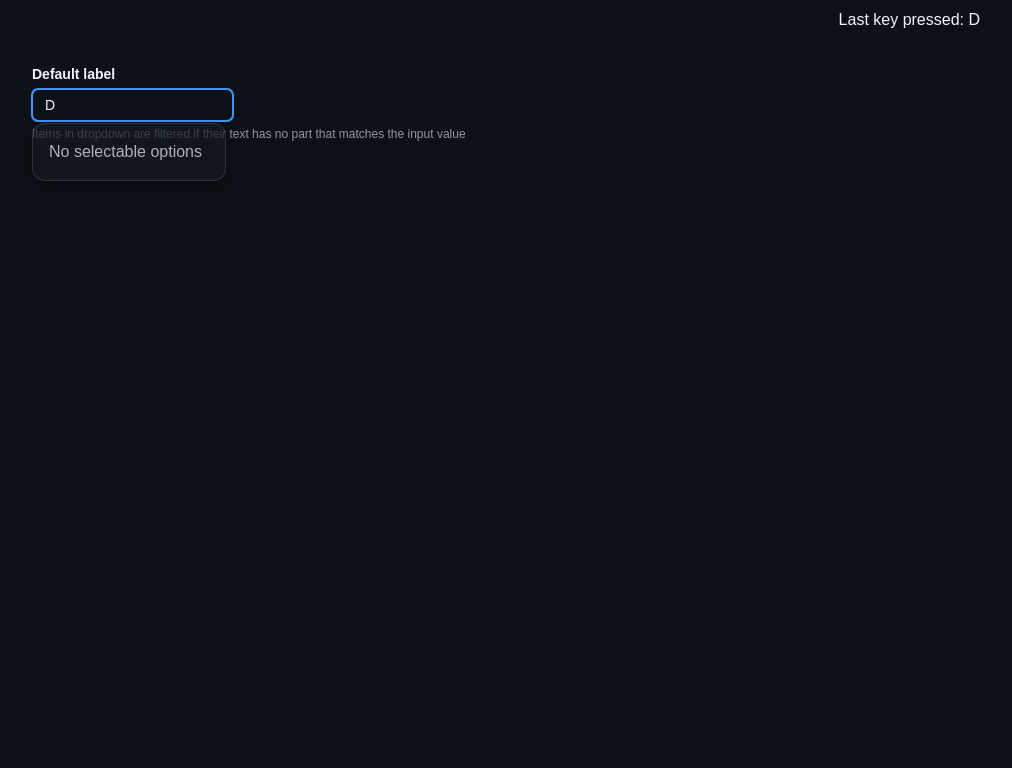 Last key pressed: D
Default label
D
Items in dropdown are filtered if their text has no part that matches the input value
No selectable options